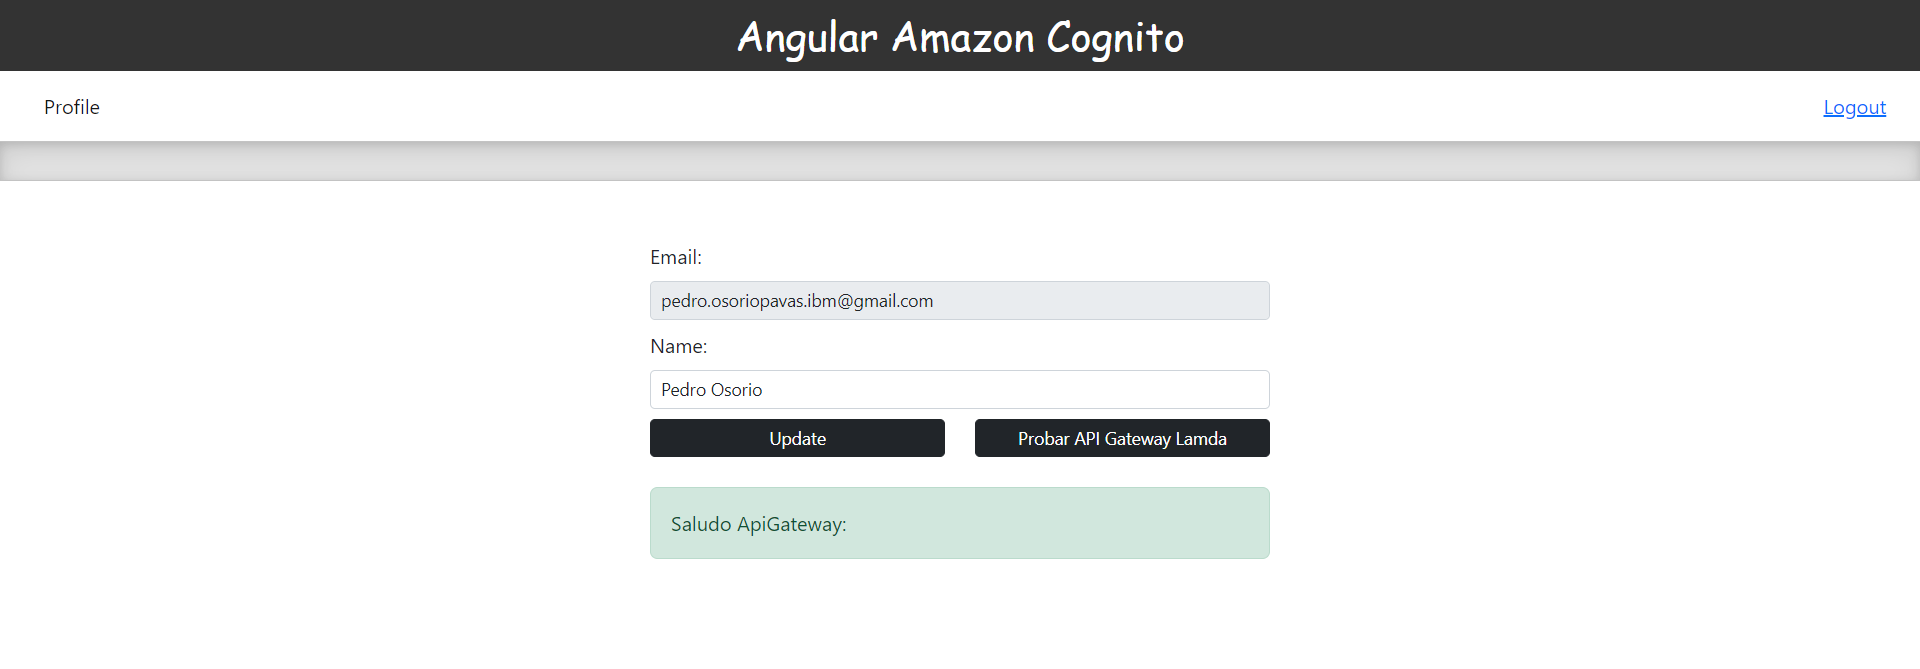 Angular Amazon Cognito
Profile
Logout
Email:
pedro.osoriopavas.ibm@gmail.com
Name:
Pedro Osorio
Update
Probar API Gateway Lamda
Saludo ApiGateway: